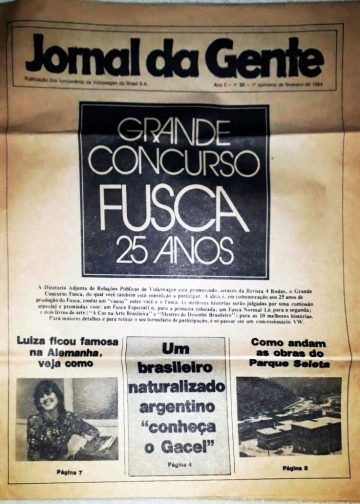 Jornal da Gente
Publicação dos funcionários da Volkswagen do Brasil S.A.
Ano 3 - nº 56 - 1ª quinzena de fevereiro de 1984
GRANDE
CONCURSO
FUSCA
25 ANOS
A Diretoria Adjunta de Relações Públicas da Volkswagen está promovendo, através da Revista 4 Rodas, o Grande
Concurso Fusca, do qual você também está convidado a participar. A idéia é, em comemoração aos 25 anos de
produção do Fusca, contar um "causo" entre você e o Fusca. As melhores histórias serão julgadas por uma comissão
especial e premiadas com: um Fusca Especial para a primeira colocada; um Fusca Normal 1.6 para a segunda;
e dois livros de arte ("A Cor na Arte Brasileira" e "Mestres do Desenho Brasileiro") para as 10 melhores histórias.
Para maiores detalhes e para retirar o seu formulário de participação, é só passar em um concessionário VW.
Luiza ficou famosa
na Alemanha,
veja como
Página 7
Um
brasileiro
naturalizado
argentino
"conheça
o Gacel"
Página 4
Como andam
as obras do
Parque Seleta
Página 8